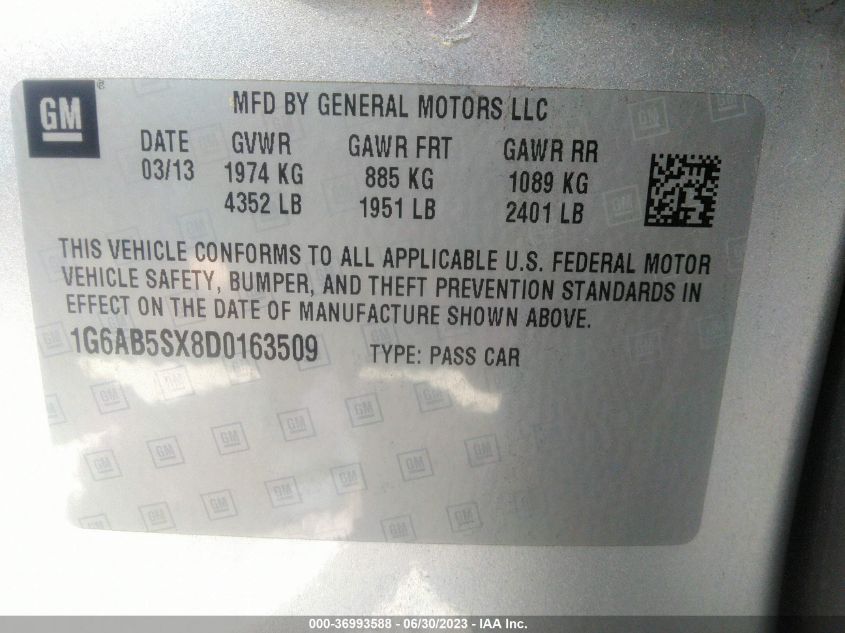 GM ®
MFD BY GENERAL MOTORS LLC
DATE GVWR GAWR FRT GAWR RR
03/13 1974 KG 885 KG 1089 KG
4352 LB 1951 LB 2401 LB
THIS VEHICLE CONFORMS TO ALL APPLICABLE U.S. FEDERAL MOTOR
VEHICLE SAFETY, BUMPER, AND THEFT PREVENTION STANDARDS IN
EFFECT ON THE DATE OF MANUFACTURE SHOWN ABOVE.
1G6AB5SX8D0163509 TYPE: PASS CAR
000-36993588 - 06/30/2023 - IAA Inc.